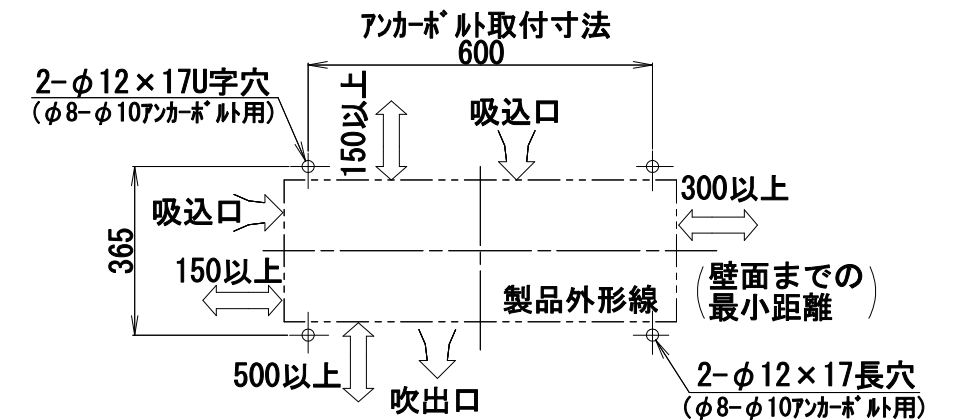 アンカーボルト取付寸法
600
2-φ12×17U字穴
(φ8-φ10アンカーボルト用)
150以上
吸込口
300以上
吸込口
365
150以上
(壁面までの
最小距離)
製品外形線
500以上
吹出口
2-φ12×17長穴
(φ8-φ10アンカーボルト用)